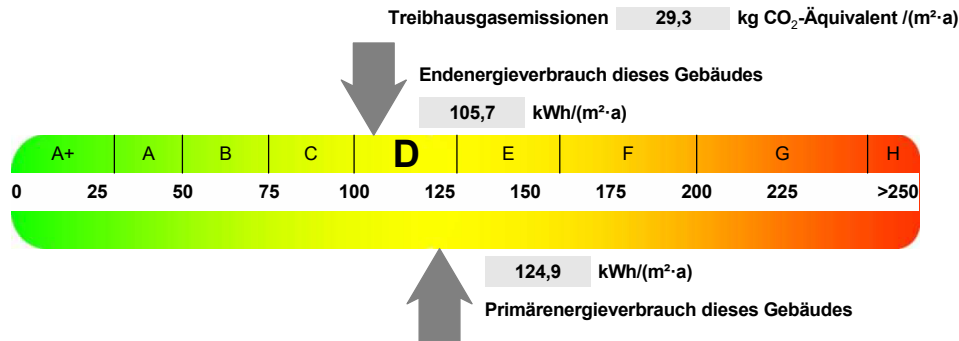 Treibhausgasemissionen 29,3 kg CO₂-Äquivalent /(m²·a)
Endenergieverbrauch dieses Gebäudes
105,7 kWh/(m²·a)
A+ A B C D E F G H
0 25 50 75 100 125 150 175 200 225 >250
124,9 kWh/(m²·a)
Primärenergieverbrauch dieses Gebäudes